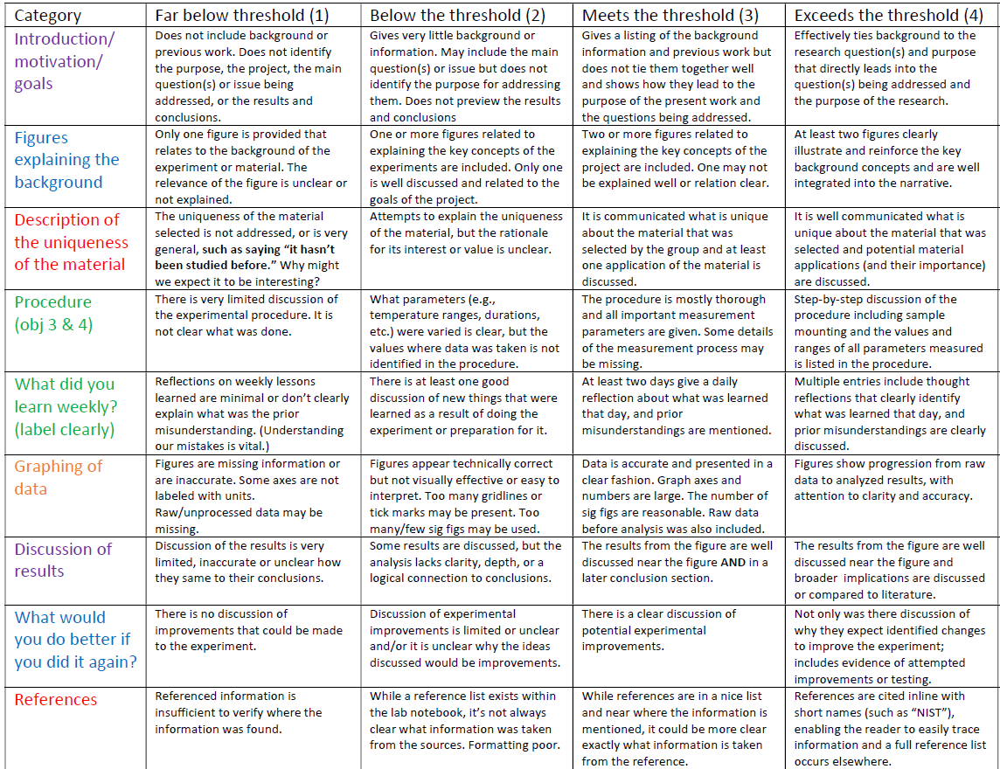 Category
Far below threshold (1)
Below the threshold (2)
Meets the threshold (3)
Exceeds the threshold (4)
Introduction/
motivation/
goals
Does not include background or
previous work. Does not identify
the purpose, the project, the main
question(s) or issue being
addressed, or the results and
conclusions.
Gives very little background or
information. May include the main
question(s) or issue but does not
identify the purpose for addressing
them. Does not preview the results
and conclusions
Gives a listing of the background
information and previous work but
does not tie them together well
and shows how they lead to the
purpose of the present work and
the questions being addressed.
Effectively ties background to the
research question(s) and purpose
that directly leads into the
question(s) being addressed and
the purpose of the research.
Figures
explaining the
background
Only one figure is provided that
relates to the background of the
experiment or material. The
relevance of the figure is unclear or
not explained.
One or more figures related to
explaining the key concepts of the
experiments are included. Only one
is well discussed and related to the
goals of the project.
Two or more figures related to
explaining the key concepts of the
project are included. One may not
be explained well or relation clear.
At least two figures clearly
illustrate and reinforce the key
background concepts and are well
integrated into the narrative.
Description of
the uniqueness
of the material
The uniqueness of the material
selected is not addressed, or is very
general, such as saying “it hasn’t
been studied before.” Why might
we expect it to be interesting?
Attempts to explain the uniqueness
of the material, but the rationale
for its interest or value is unclear.
It is communicated what is unique
about the material that was
selected by the group and at least
one application of the material is
discussed.
It is well communicated what is
unique about the material that was
selected and potential material
applications (and their importance)
are discussed.
Procedure
(obj 3 & 4)
There is very limited discussion of
the experimental procedure. It is
not clear what was done.
What parameters (e.g.,
temperature ranges, durations,
etc.) were varied is clear, but the
values where data was taken is not
identified in the procedure.
The procedure is mostly thorough
and all important measurement
parameters are given. Some details
of the measurement process may
be missing.
Step-by-step discussion of the
procedure including sample
mounting and the values and
ranges of all parameters measured
is listed in the procedure.
What did you
learn weekly?
(label clearly)
Reflections on weekly lessons
learned are minimal or don’t clearly
explain what was the prior
misunderstanding. (Understanding
our mistakes is vital.)
There is at least one good
discussion of new things that were
learned as a result of doing the
experiment or preparation for it.
At least two days give a daily
reflection about what was learned
that day, and prior
misunderstandings are mentioned.
Multiple entries include thought
reflections that clearly identify
what was learned that day, and
prior misunderstandings are clearly
discussed.
Graphing of
data
Figures are missing information or
are inaccurate. Some axes are not
labeled with units.
Raw/unprocessed data may be
missing.
Figures appear technically correct
but not visually effective or easy to
interpret. Too many gridlines or
tick marks may be present. Too
many/few sig figs may be used.
Data is accurate and presented in a
clear fashion. Graph axes and
numbers are large. The number of
sig figs are reasonable. Raw data
before analysis was also included.
Figures show progression from raw
data to analyzed results, with
attention to clarity and accuracy.
Discussion of
results
Discussion of the results is very
limited, inaccurate or unclear how
they same to their conclusions.
Some results are discussed, but the
analysis lacks clarity, depth, or a
logical connection to conclusions.
The results from the figure are well
discussed near the figure AND in a
later conclusion section.
The results from the figure are well
discussed near the figure and
broader implications are discussed
or compared to literature.
What would
you do better if
you did it again?
There is no discussion of
improvements that could be made
to the experiment.
Discussion of experimental
improvements is limited or unclear
and/or it is unclear why the ideas
discussed would be improvements.
There is a clear discussion of
potential experimental
improvements.
Not only was there discussion of
why they expect identified changes
to improve the experiment;
includes evidence of attempted
improvements or testing.
References
Referenced information is
insufficient to verify where the
information was found.
While a reference list exists within
the lab notebook, it’s not always
clear what information was taken
from the sources. Formatting poor.
While references are in a nice list
and near where the information is
mentioned, it could be more clear
exactly what information is taken
from the reference.
References are cited inline with
short names (such as “NIST”),
enabling the reader to easily trace
information and a full reference list
occurs elsewhere.